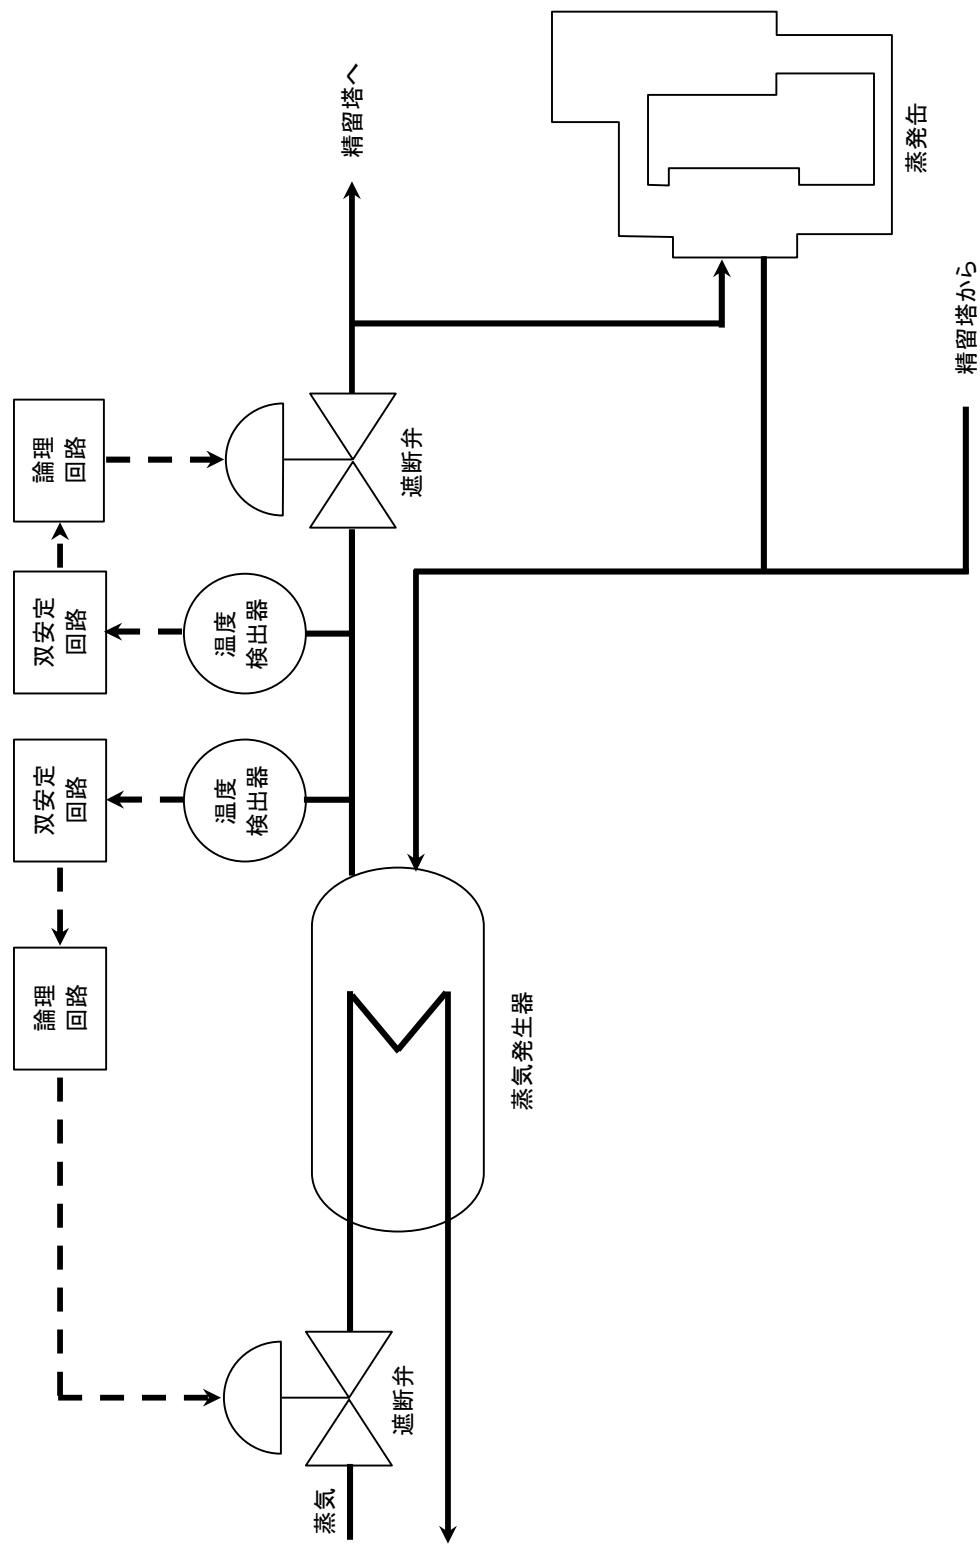 蒸気
遮断弁
論理
回路
双安定
回路
温度
検出器
蒸気発生器
双安定
回路
温度
検出器
論理
回路
遮断弁
精留塔へ
蒸発缶
精留塔から